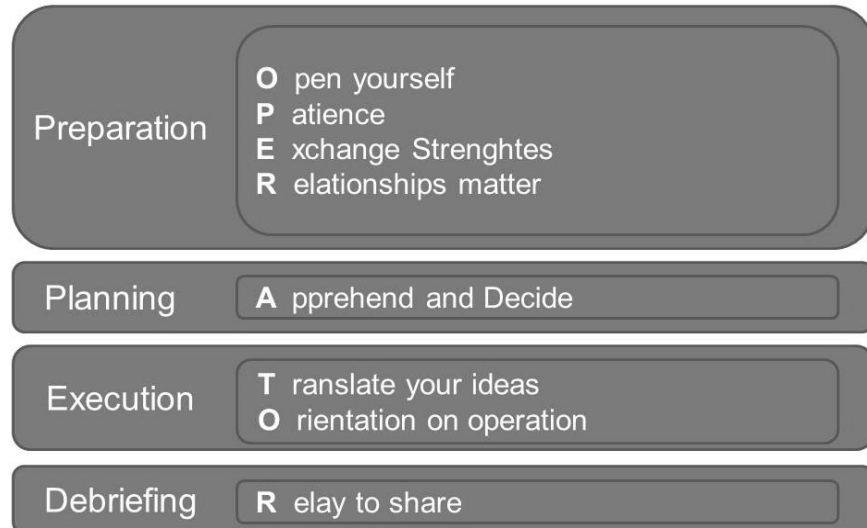 Preparation
O pen yourself
P atience
E xchange Strenghtes
R elationships matter
Planning
A pprehend and Decide
Execution
T ranslate your ideas
O rientation on operation
Debriefing
R elay to share